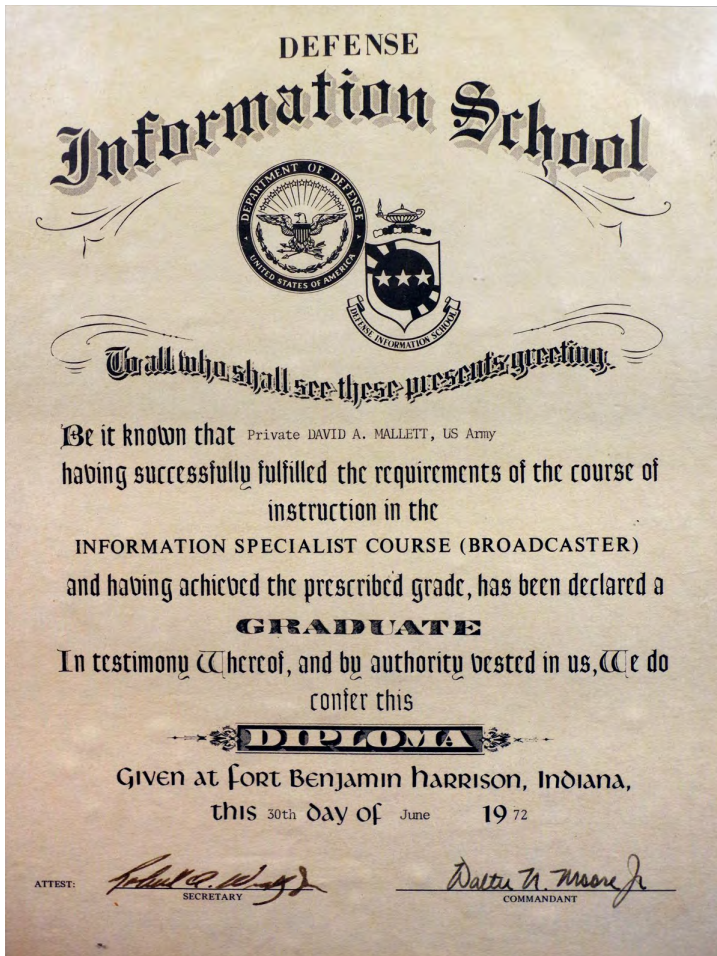 DEFENSE
Information School
DEPARTMENT OF DEFENSE
UNITED STATES OF AMERICA
DEFENSE INFORMATION SCHOOL
To all who shall see these presents greeting
Be it known that Private DAVID A. MALLETT, US Army
having successfully fulfilled the requirements of the course of
instruction in the
INFORMATION SPECIALIST COURSE (BROADCASTER)
and having achieved the prescribed grade, has been declared a
GRADUATE
In testimony Whereof, and by authority vested in us, We do
confer this
DIPLOMA
Given at Fort Benjamin Harrison, Indiana,
this 30th day of June 19 72
ATTEST:
SECRETARY
Walter N. Moore Jr
COMMANDANT